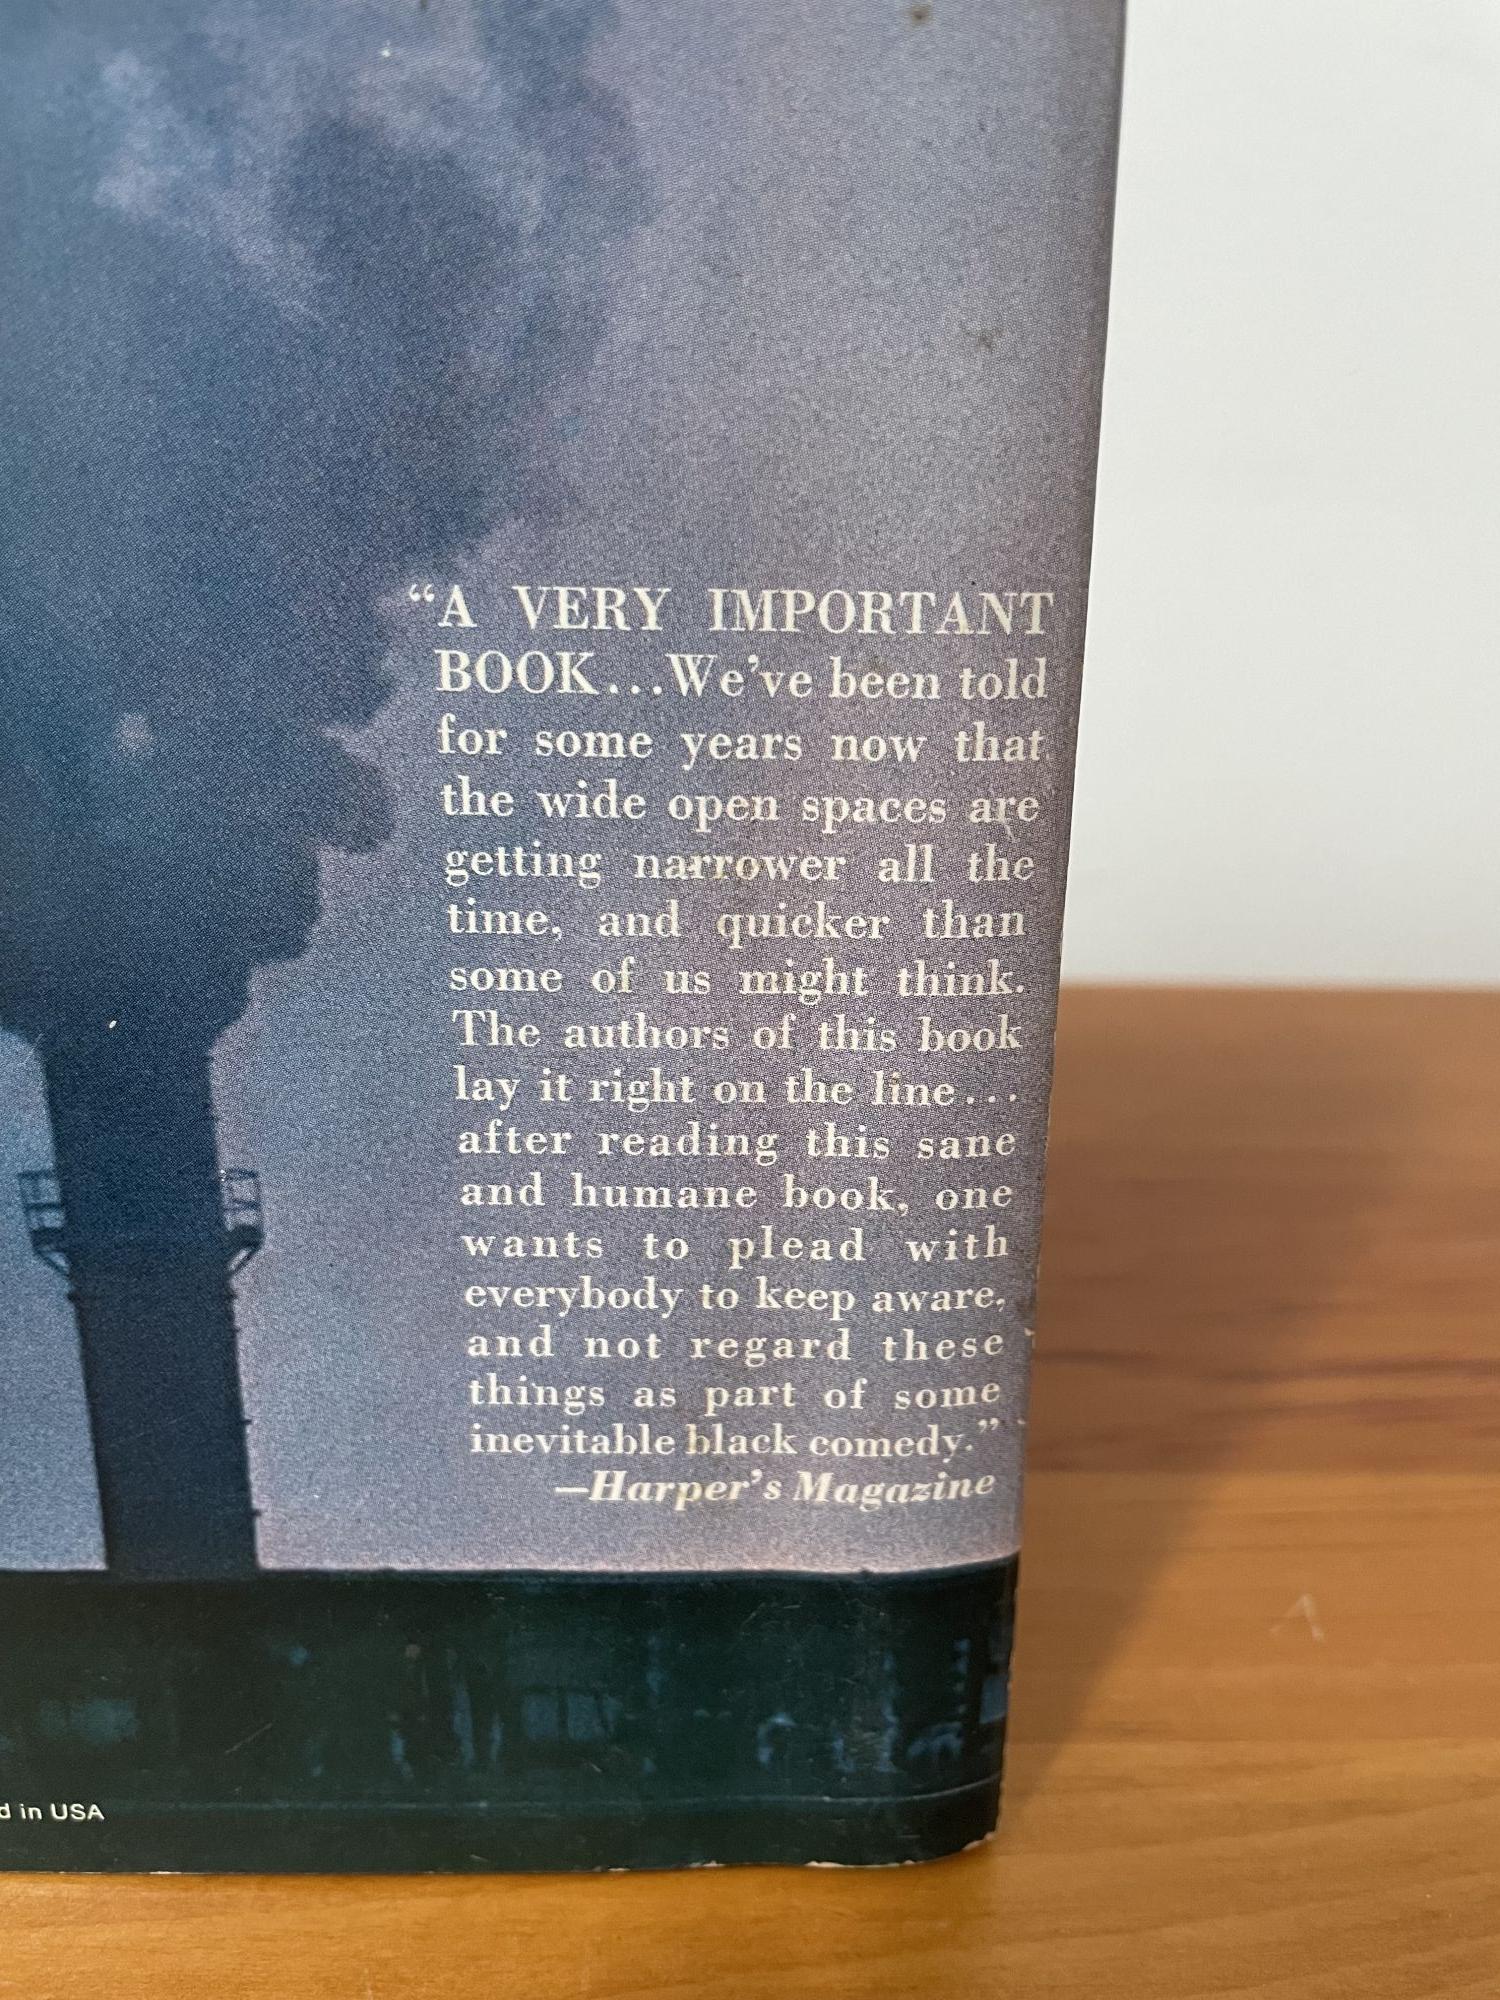 “A VERY IMPORTANT
BOOK...We’ve been told
for some years now that
the wide open spaces are
getting narrower all the
time, and quicker than
some of us might think.
The authors of this book
lay it right on the line...
after reading this sane
and humane book, one
wants to plead with
everybody to keep aware,
and not regard these
things as part of some
inevitable black comedy.”
—Harper’s Magazine
d in USA